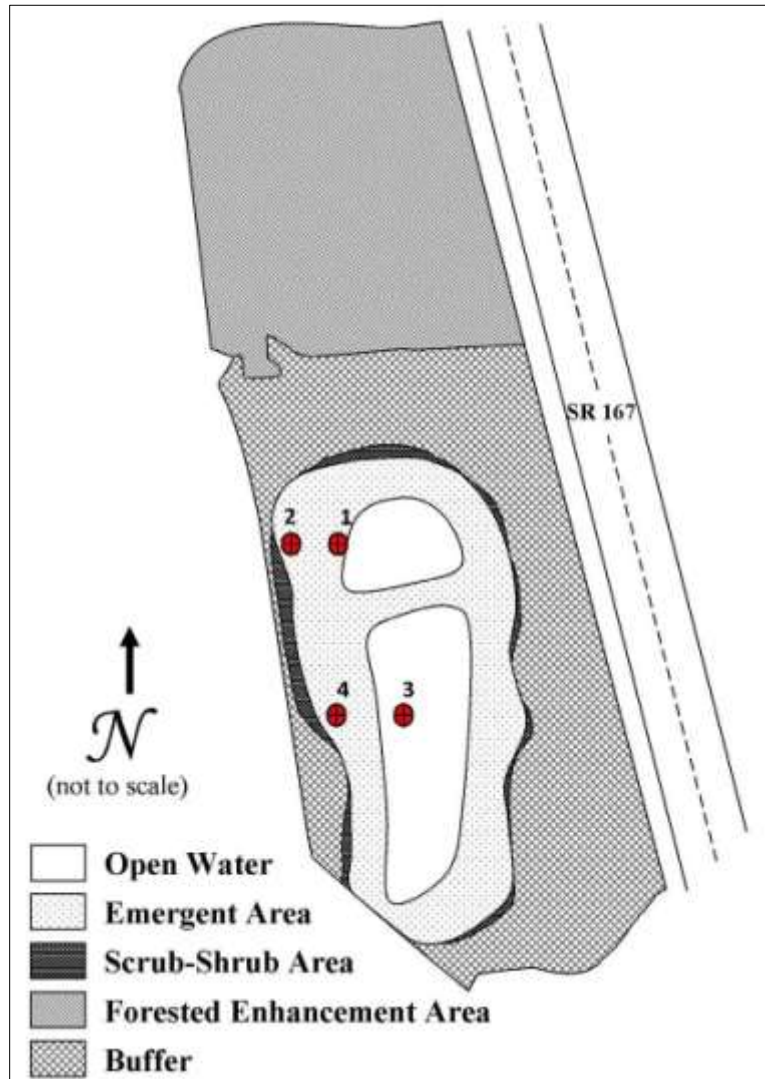 SR 167
2
1
4
3
N
(not to scale)
Open Water
Emergent Area
Scrub-Shrub Area
Forested Enhancement Area
Buffer